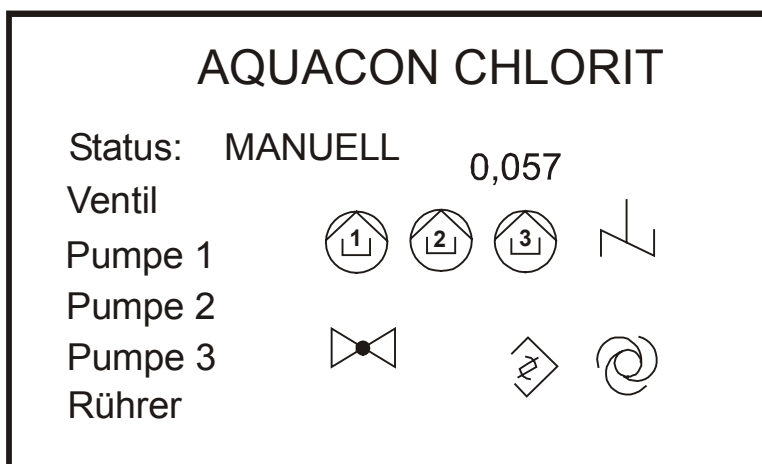 AQUACON CHLORIT
Status: MANUELL 0,057
Ventil
1 2 3
Pumpe 1
Pumpe 2
Pumpe 3
Rührer